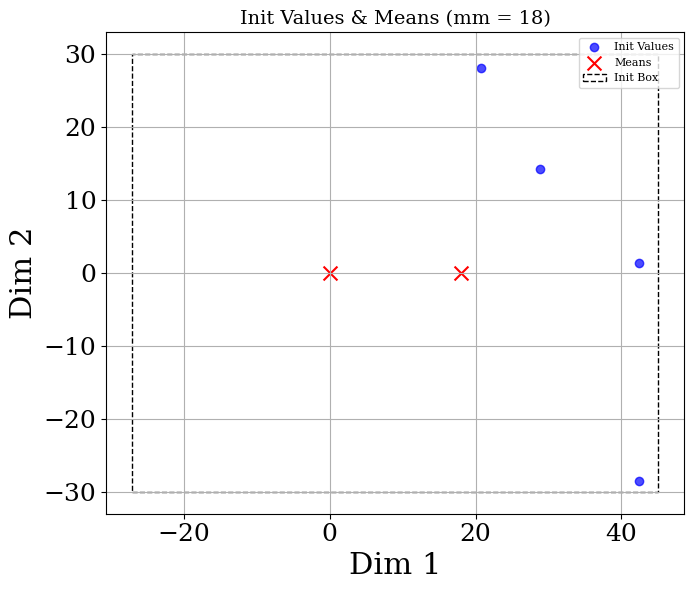 Init Values & Means (mm = 18)
Init Values
Means
Init Box
30
20
10
0
−10
−20
−30
Dim 2
−20
0
20
40
Dim 1